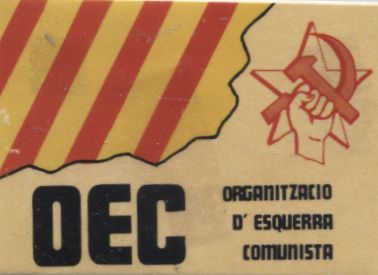 OEC
ORGANITZACIO
D' ESQUERRA
COMUNISTA